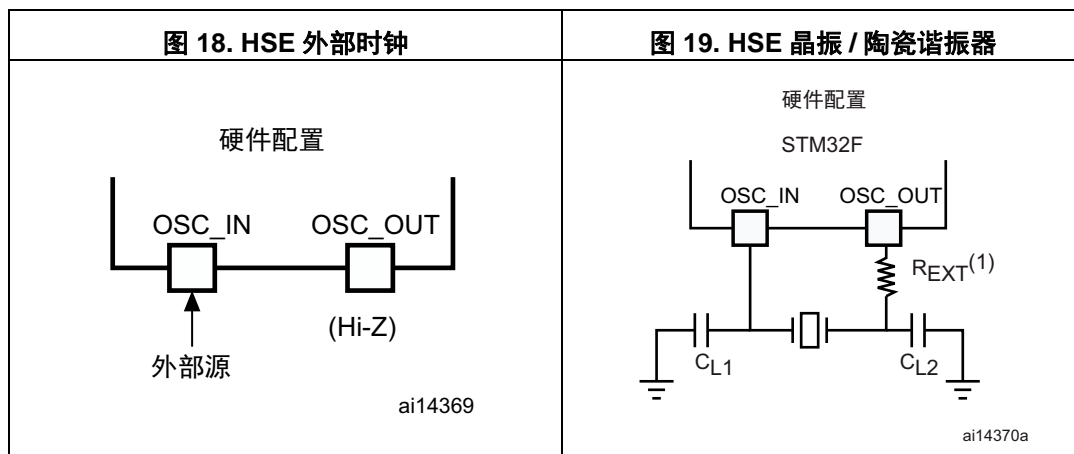 图 18. HSE 外部时钟
硬件配置
OSC_IN OSC_OUT
(Hi-Z)
外部源
ai14369
图 19. HSE 晶振 / 陶瓷谐振器
硬件配置
STM32F
OSC_IN OSC_OUT
REXT(1)
CL1 CL2
ai14370a